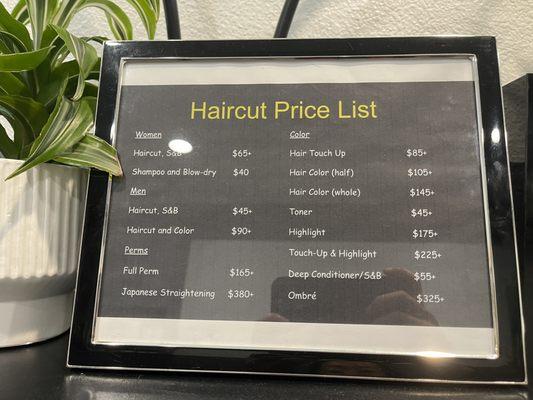 Haircut Price List
Women
Haircut, S&B $65+
Shampoo and Blow-dry $40
Men
Haircut, S&B $45+
Haircut and Color $90+
Perms
Full Perm $165+
Japanese Straightening $380+
Color
Hair Touch Up $85+
Hair Color (half) $105+
Hair Color (whole) $145+
Toner $45+
Highlight $175+
Touch-Up & Highlight $225+
Deep Conditioner/S&B $55+
Ombré $325+